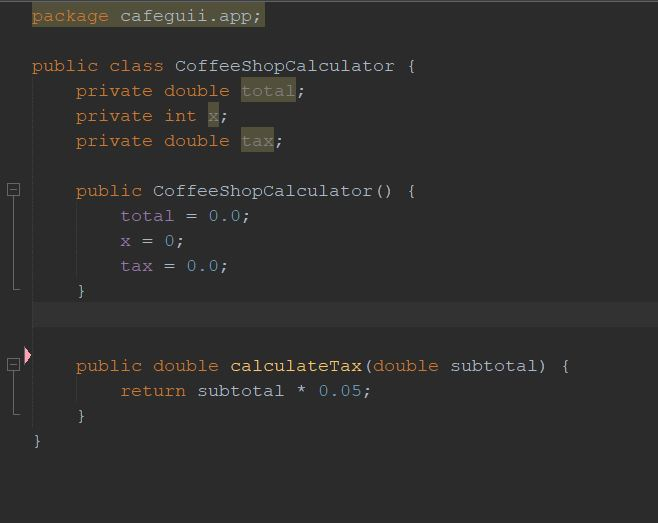 package cafeguii.app;
public class CoffeeShopCalculator {
private double total;
private int x;
private double tax;
public CoffeeShopCalculator() {
total = 0.0;
x = 0;
tax = 0.0;
}
public double calculateTax(double subtotal) {
return subtotal * 0.05;
}
}